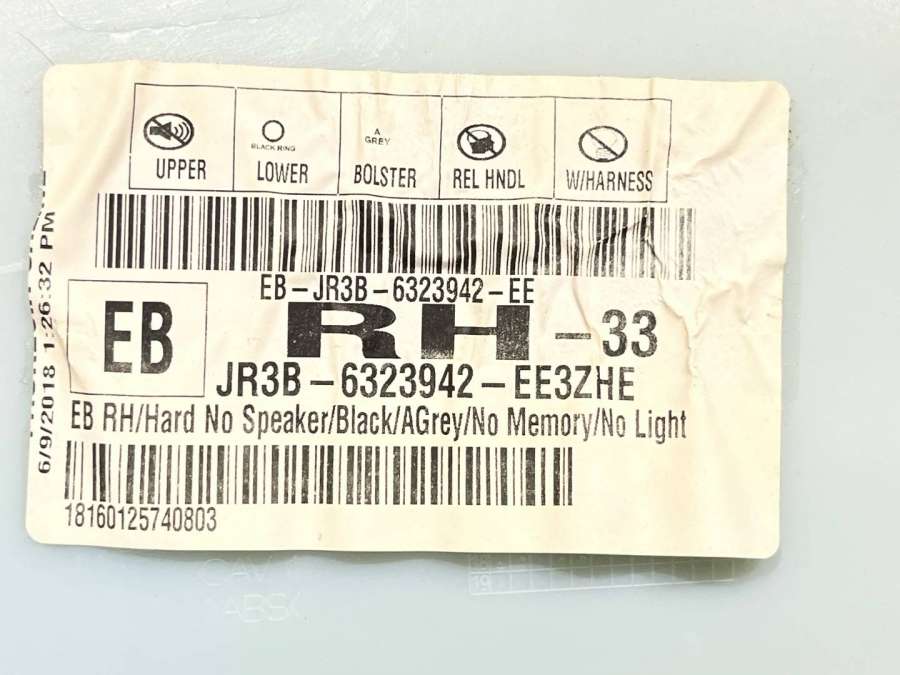 BLACK RING
A
GREY
UPPER
LOWER
BOLSTER
REL HNDL
W/HARNESS
EB-JR3B-6323942-EE
EB
RH -33
JR3B-6323942-EE3ZHE
EB RH/Hard No Speaker/Black/AGrey/No Memory/No Light
18160125740803
6/9/2018 1:26:32 PM